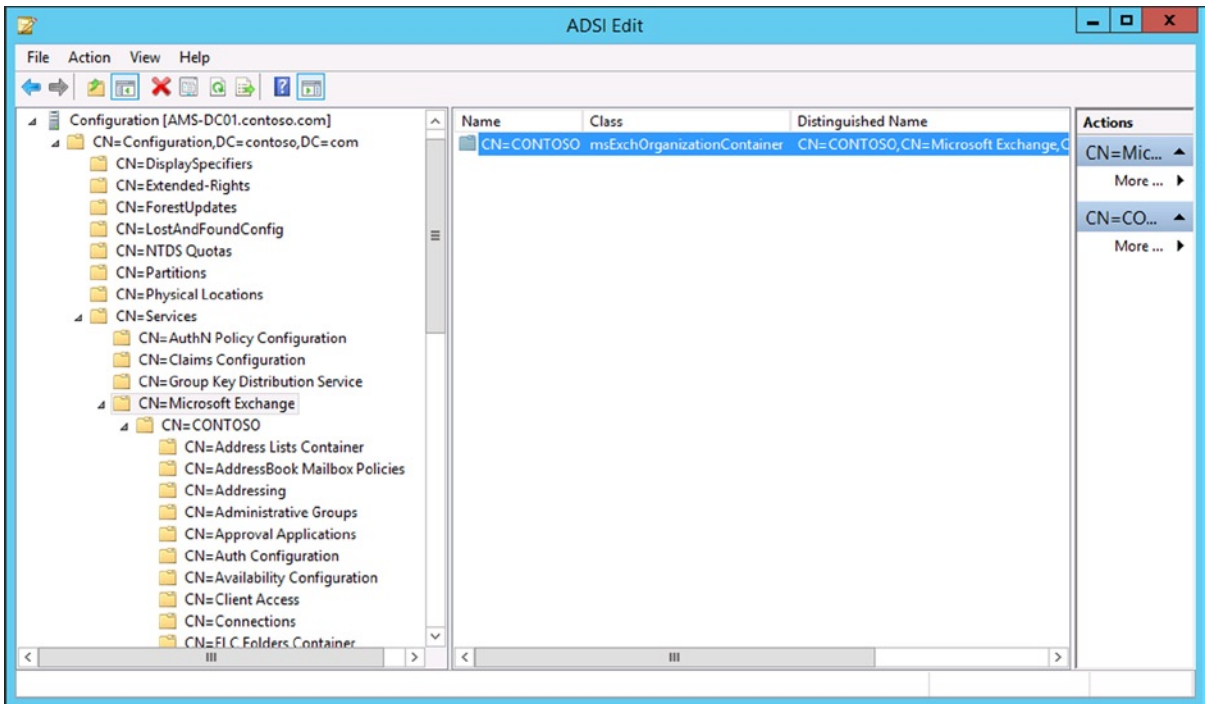 ADSI Edit
File Action View Help
Configuration [AMS-DC01.contoso.com]
CN=Configuration,DC=contoso,DC=com
CN=DisplaySpecifiers
CN=Extended-Rights
CN=ForestUpdates
CN=LostAndFoundConfig
CN=NTDS Quotas
CN=Partitions
CN=Physical Locations
CN=Services
CN=AuthN Policy Configuration
CN=Claims Configuration
CN=Group Key Distribution Service
CN=Microsoft Exchange
CN=CONTOSO
CN=Address Lists Container
CN=AddressBook Mailbox Policies
CN=Addressing
CN=Administrative Groups
CN=Approval Applications
CN=Auth Configuration
CN=Availability Configuration
CN=Client Access
CN=Connections
CN=ELC Folders Container
Name Class Distinguished Name
CN=CONTOSO msExchOrganizationContainer CN=CONTOSO,CN=Microsoft Exchange,C
Actions
CN=Mic...
More ...
CN=CO...
More ...